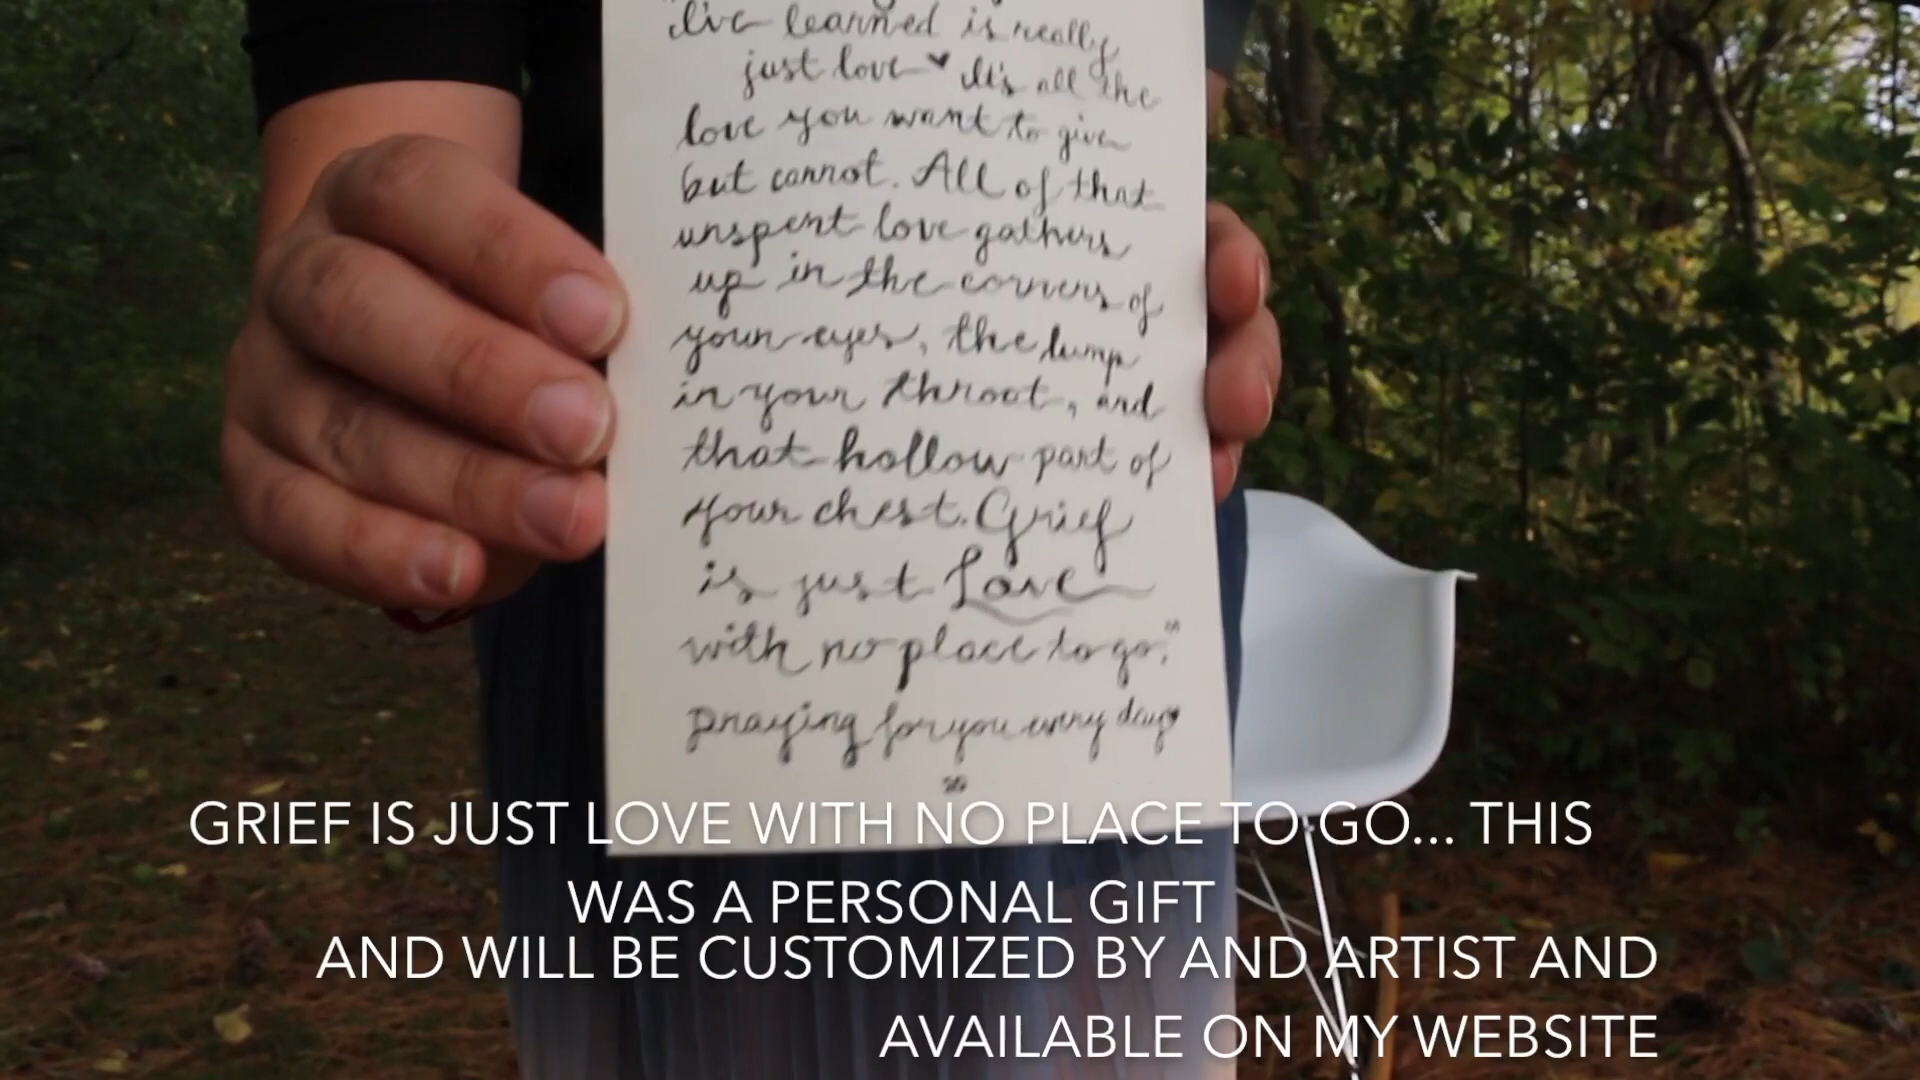 I've learned is really
just love ♥ It's all the
love you want to give
but cannot. All of that
unspent love gathers
up in the corners of
your eyes, the lump
in your throat, and
that hollow part of
your chest. Grief
is just Love
with no place to go."
praying for you every day
GRIEF IS JUST LOVE WITH NO PLACE TO GO... THIS
WAS A PERSONAL GIFT
AND WILL BE CUSTOMIZED BY AND ARTIST AND
AVAILABLE ON MY WEBSITE